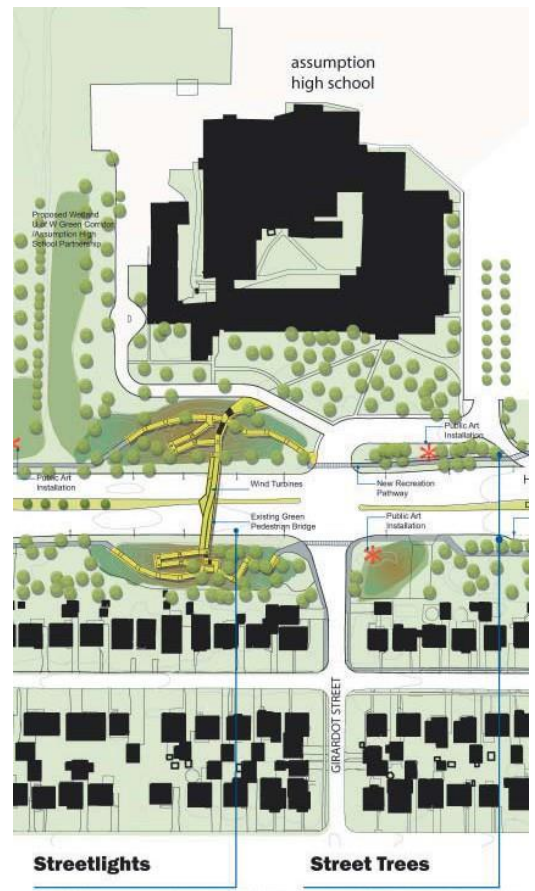 assumption
high school
Proposed Wetland
U of W Green Corridor
/Assumption High
School Partnership
Public Art
Installation
Public Art
Installation
Wind Turbines
New Recreation
Pathway
Existing Green
Pedestrian Bridge
Public Art
Installation
GIRARDOT STREET
Streetlights
Street Trees